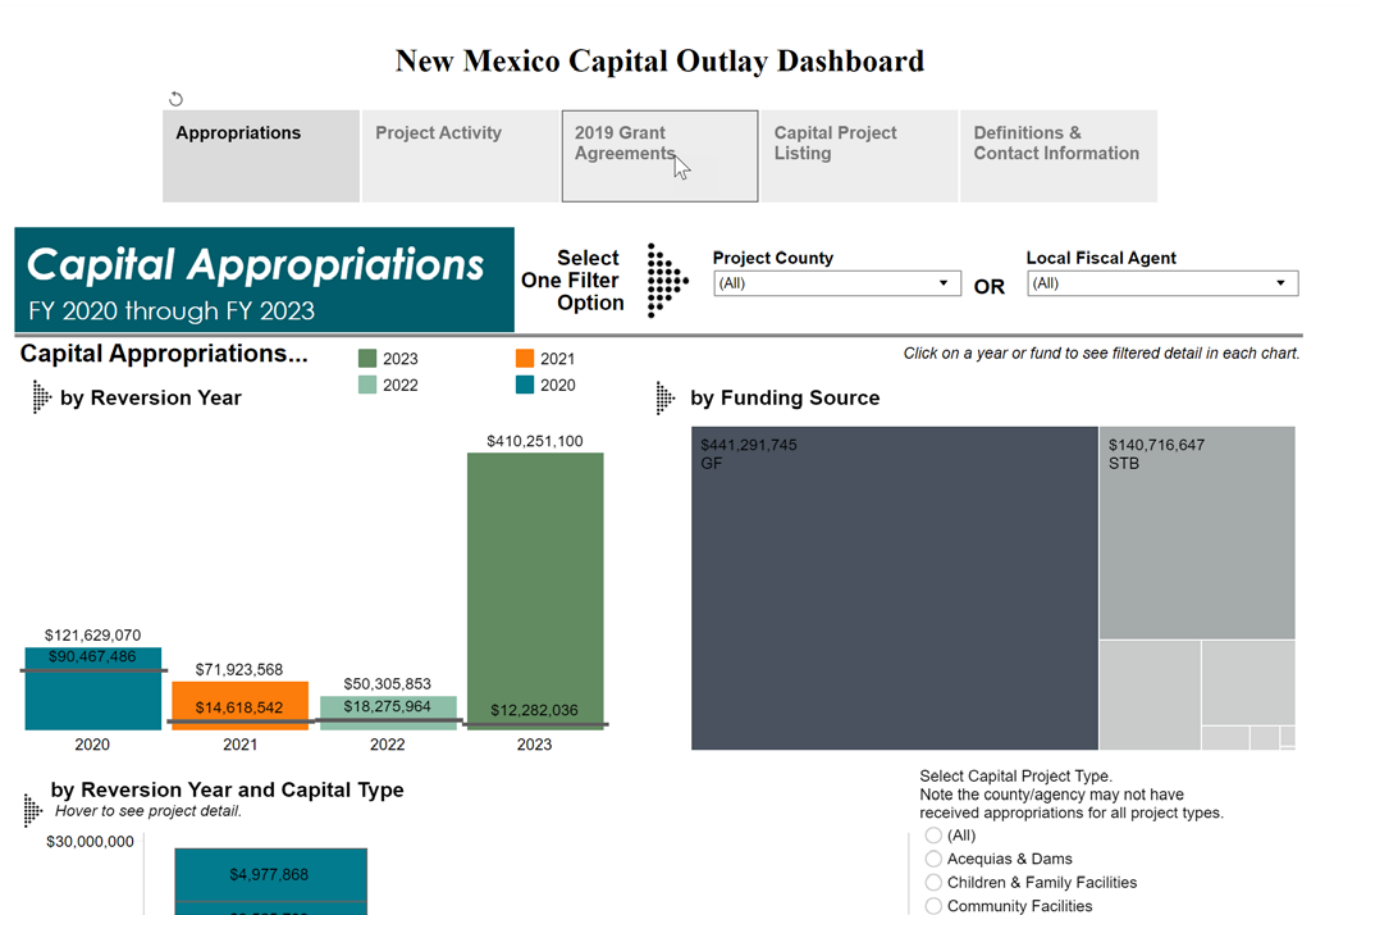 New Mexico Capital Outlay Dashboard
Appropriations
Project Activity
2019 Grant
Agreements
Capital Project
Listing
Definitions &
Contact Information
Capital Appropriations
FY 2020 through FY 2023
Select
One Filter
Option
Project County
(All)
OR
Local Fiscal Agent
(All)
Capital Appropriations...
2023
2021
2022
2020
Click on a year or fund to see filtered detail in each chart.
by Reversion Year
$410,251,100
$121,629,070
$90,467,486
$71,923,568
$14,618,542
$50,305,853
$18,275,964
$12,282,036
2020
2021
2022
2023
by Funding Source
$441,291,745
GF
$140,716,647
STB
by Reversion Year and Capital Type
Hover to see project detail.
$30,000,000
$4,977,868
Select Capital Project Type.
Note the county/agency may not have
received appropriations for all project types.
(All)
Acequias & Dams
Children & Family Facilities
Community Facilities